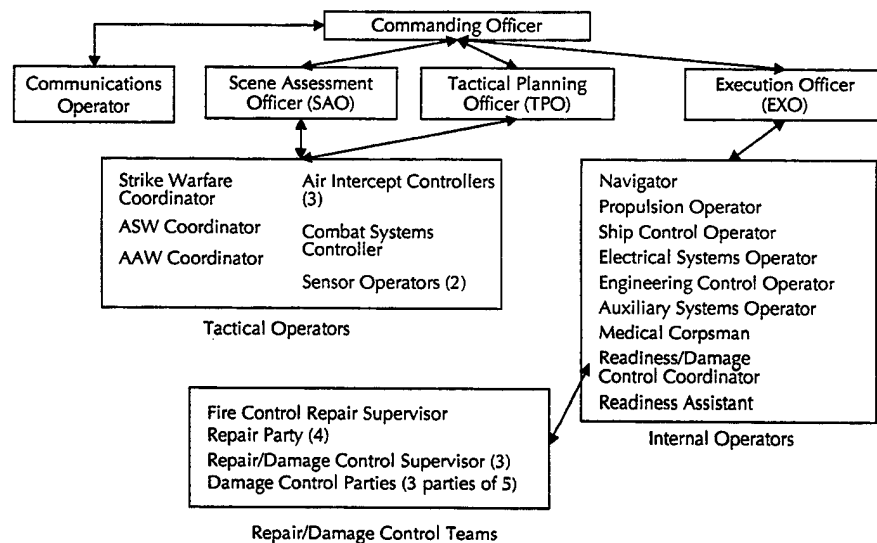 Commanding Officer
Communications
Operator
Scene Assessment
Officer (SAO)
Tactical Planning
Officer (TPO)
Execution Officer
(EXO)
Strike Warfare
Coordinator
ASW Coordinator
AAW Coordinator
Air Intercept Controllers
(3)
Combat Systems
Controller
Sensor Operators (2)
Tactical Operators
Navigator
Propulsion Operator
Ship Control Operator
Electrical Systems Operator
Engineering Control Operator
Auxiliary Systems Operator
Medical Corpsman
Readiness/Damage
Control Coordinator
Readiness Assistant
Internal Operators
Fire Control Repair Supervisor
Repair Party (4)
Repair/Damage Control Supervisor (3)
Damage Control Parties (3 parties of 5)
Repair/Damage Control Teams